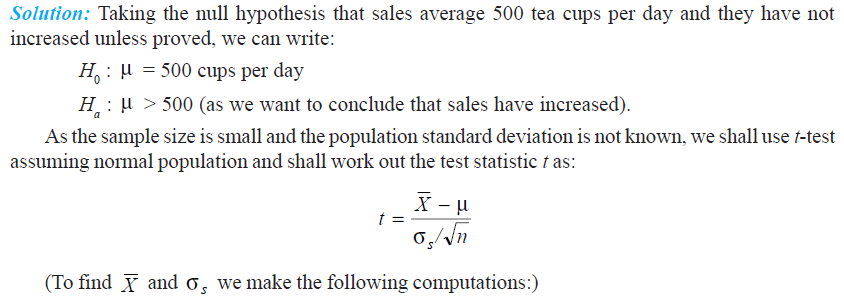 Solution: Taking the null hypothesis that sales average 500 tea cups per day and they have not
increased unless proved, we can write:
H₀ : μ = 500 cups per day
Hₐ : μ > 500 (as we want to conclude that sales have increased).
As the sample size is small and the population standard deviation is not known, we shall use t-test
assuming normal population and shall work out the test statistic t as:
t = (X̄ – μ) / (σₛ/√n)
(To find X̄ and σₛ we make the following computations:)